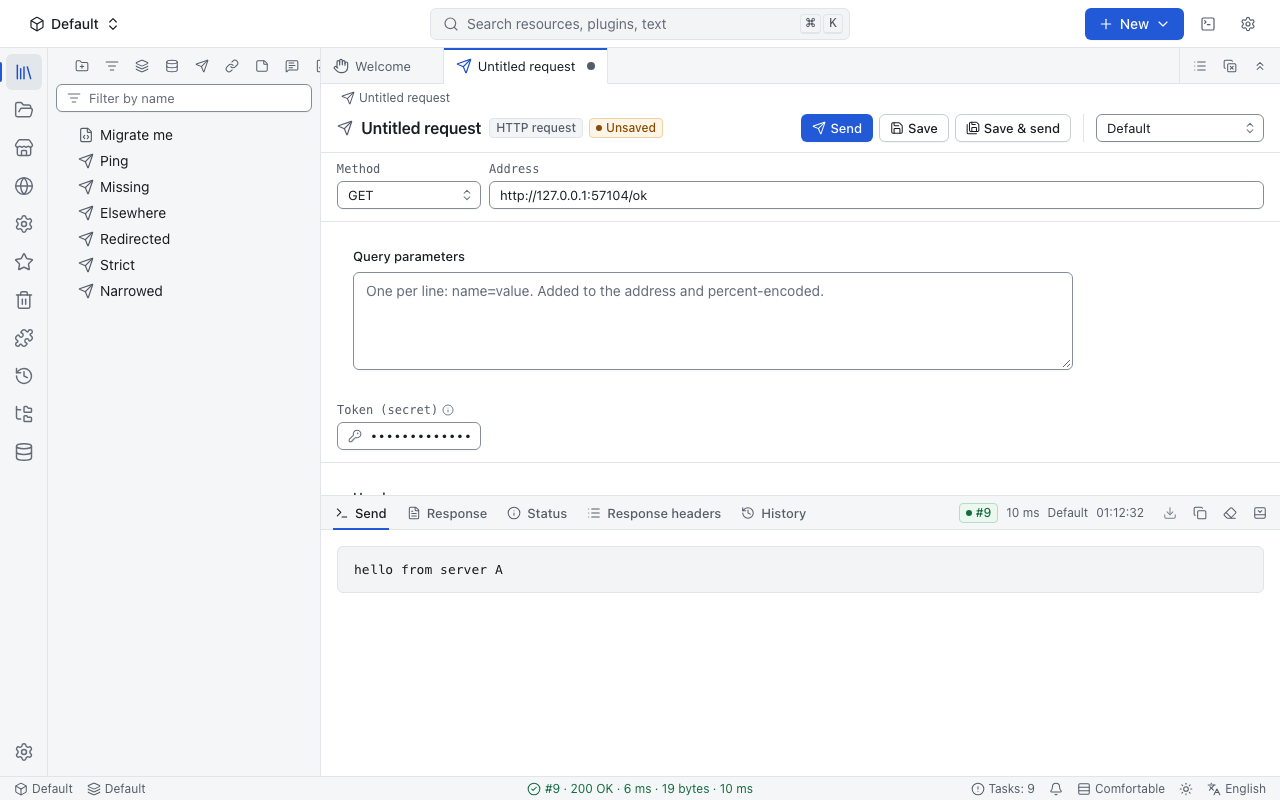 Default
Search resources, plugins, text
⌘ K
New
Welcome
Untitled request
Filter by name
Migrate me
Ping
Missing
Elsewhere
Redirected
Strict
Narrowed
Untitled request
Untitled request
HTTP request
Unsaved
Send
Save
Save & send
Default
Method
Address
GET
http://127.0.0.1:57104/ok
Query parameters
One per line: name=value. Added to the address and percent-encoded.
Token (secret)
•••••••••••••
Send
Response
Status
Response headers
History
#9
10 ms
Default
01:12:32
hello from server A
Default
Default
#9 · 200 OK · 6 ms · 19 bytes · 10 ms
Tasks: 9
Comfortable
English